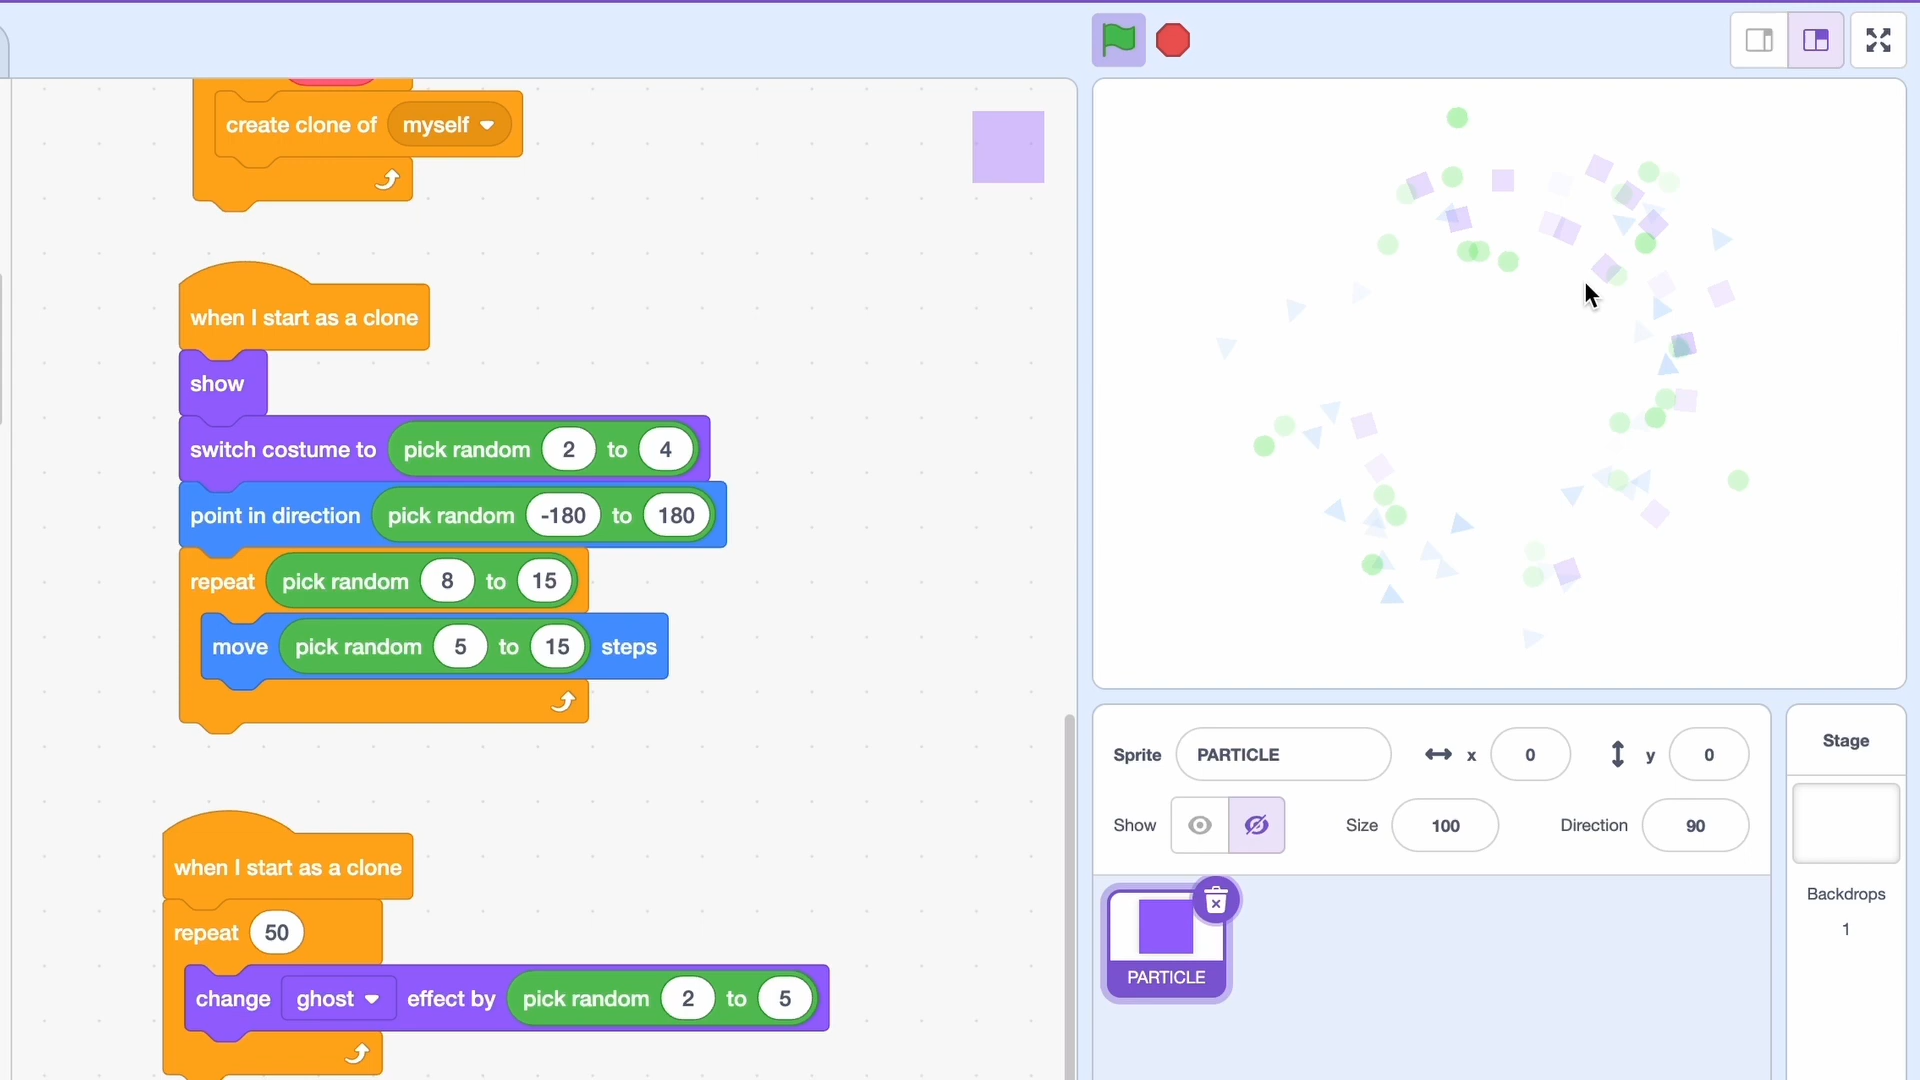 create clone of myself
when I start as a clone
show
switch costume to pick random 2 to 4
point in direction pick random -180 to 180
repeat pick random 8 to 15
move pick random 5 to 15 steps
when I start as a clone
repeat 50
change ghost effect by pick random 2 to 5
Sprite PARTICLE x 0 y 0
Show Size 100 Direction 90
PARTICLE
Stage
Backdrops
1